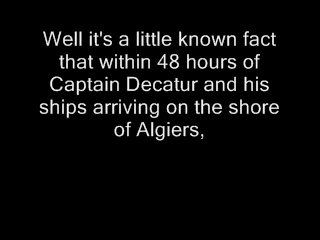 Well it's a little known fact
that within 48 hours of
Captain Decatur and his
ships arriving on the shore
of Algiers,